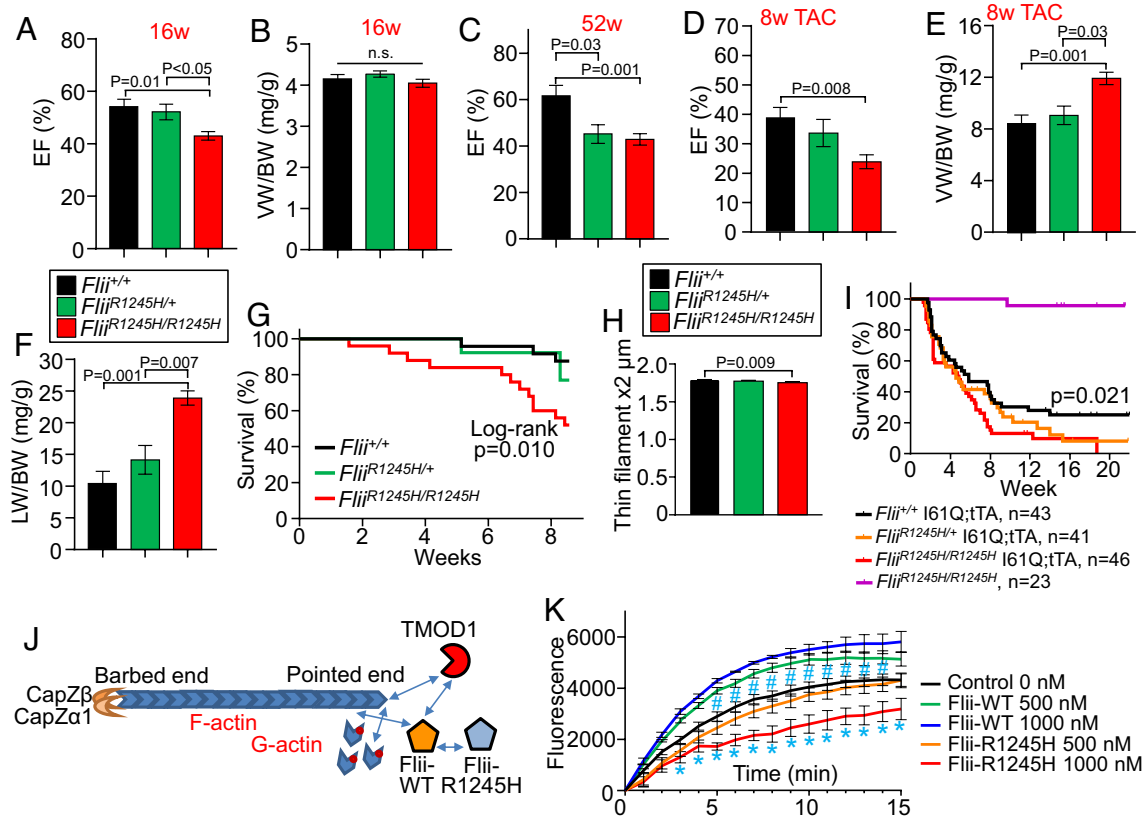 A
16w
EF (%)
80
60
40
20
0
P=0.01
P<0.05
B
16w
VW/BW (mg/g)
5
4
3
2
1
0
n.s.
C
52w
EF (%)
80
60
40
20
0
P=0.03
P=0.001
D
8w TAC
EF (%)
70
60
50
40
30
20
10
0
P=0.008
E
8w TAC
VW/BW (mg/g)
16
12
8
4
0
P=0.03
P=0.001
Flii+/+
FliiR1245H/+
FliiR1245H/R1245H
Flii+/+
FliiR1245H/+
FliiR1245H/R1245H
F
LW/BW (mg/g)
30
25
20
15
10
5
0
P=0.007
P=0.001
G
Survival (%)
100
80
60
40
20
0
Log-rank
p=0.010
Flii+/+
FliiR1245H/+
FliiR1245H/R1245H
0 2 4 6 8
Weeks
H
Thin filament x2 µm
2.0
1.5
1.0
0.5
0
P=0.009
I
Survival (%)
100
80
60
40
20
0
p=0.021
0 4 8 12 16 20
Week
Flii+/+ I61Q;tTA, n=43
FliiR1245H/+ I61Q;tTA, n=41
FliiR1245H/R1245H I61Q;tTA, n=46
FliiR1245H/R1245H, n=23
J
TMOD1
Barbed end
Pointed end
CapZβ
CapZα1
F-actin
G-actin
Flii-
WT
Flii-
R1245H
K
Fluorescence
6000
4000
2000
0
# # # # # # # # # #
* * * * * * * * * * * * *
Time (min)
0 5 10 15
Control 0 nM
Flii-WT 500 nM
Flii-WT 1000 nM
Flii-R1245H 500 nM
Flii-R1245H 1000 nM